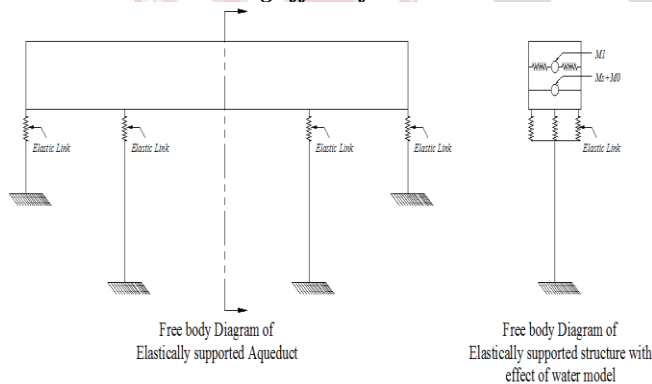 M1
Ms+M0
Elastic Link
Elastic Link
Elastic Link
Elastic Link
Elastic Link
Free body Diagram of
Elastically supported Aqueduct
Free body Diagram of
Elastically supported structure with
effect of water model